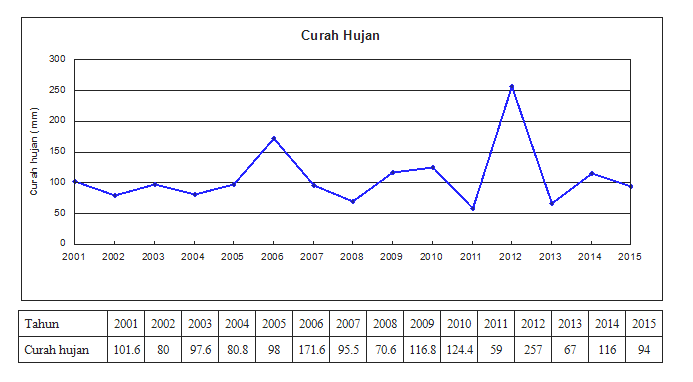 Curah Hujan
300
250
200
150
100
50
0
Curah hujan (mm)
2001 2002 2003 2004 2005 2006 2007 2008 2009 2010 2011 2012 2013 2014 2015
Tahun 2001 2002 2003 2004 2005 2006 2007 2008 2009 2010 2011 2012 2013 2014 2015
Curah hujan 101.6 80 97.6 80.8 98 171.6 95.5 70.6 116.8 124.4 59 257 67 116 94